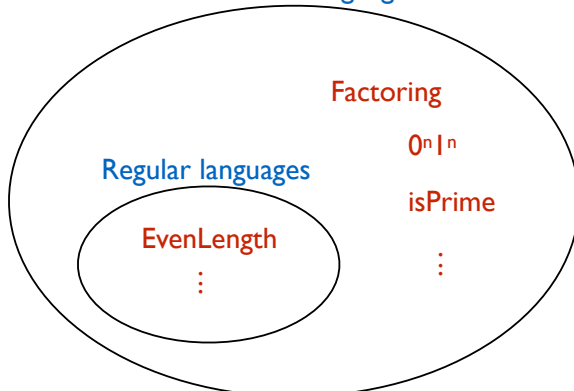 Factoring
0ⁿ1ⁿ
Regular languages
isPrime
EvenLength
⋮
⋮